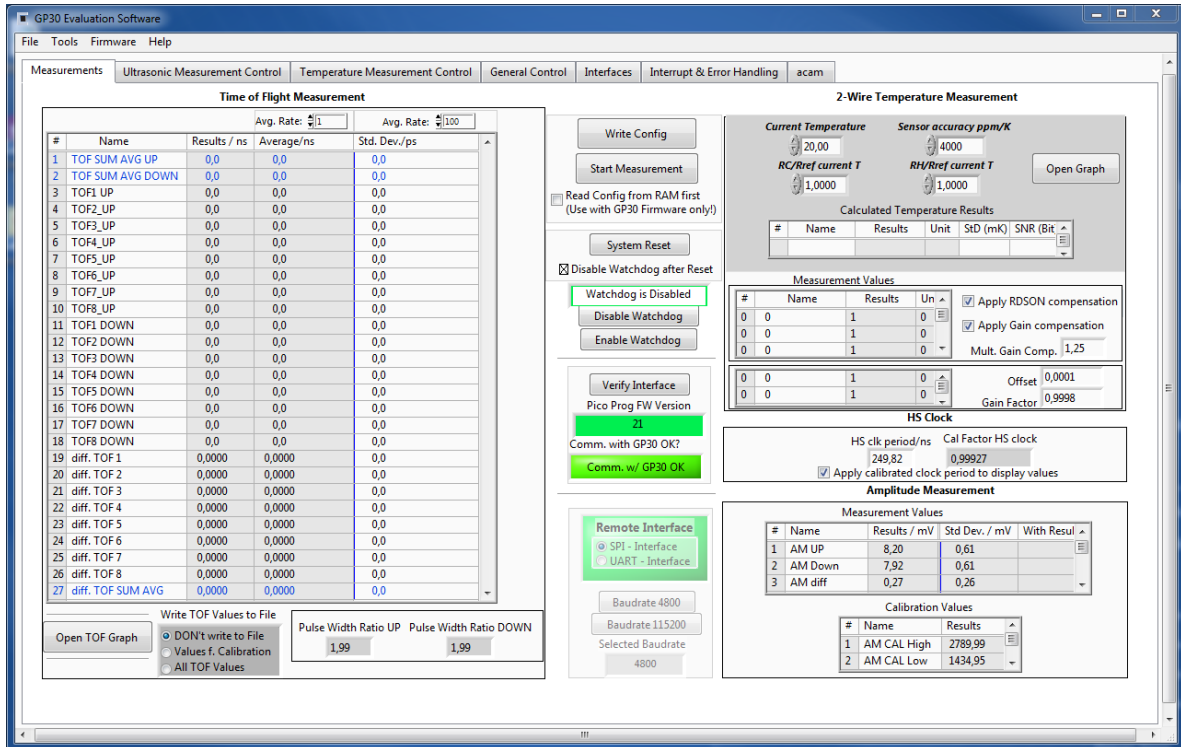 GP30 Evaluation Software
File Tools Firmware Help
Measurements Ultrasonic Measurement Control Temperature Measurement Control General Control Interfaces Interrupt & Error Handling acam
Time of Flight Measurement
Avg. Rate: 1 Avg. Rate: 100
# Name Results / ns Average/ns Std. Dev./ps
1 TOF SUM AVG UP 0,0 0,0 0,0
2 TOF SUM AVG DOWN 0,0 0,0 0,0
3 TOF1 UP 0,0 0,0 0,0
4 TOF2_UP 0,0 0,0 0,0
5 TOF3_UP 0,0 0,0 0,0
6 TOF4_UP 0,0 0,0 0,0
7 TOF5_UP 0,0 0,0 0,0
8 TOF6_UP 0,0 0,0 0,0
9 TOF7_UP 0,0 0,0 0,0
10 TOF8_UP 0,0 0,0 0,0
11 TOF1 DOWN 0,0 0,0 0,0
12 TOF2 DOWN 0,0 0,0 0,0
13 TOF3 DOWN 0,0 0,0 0,0
14 TOF4 DOWN 0,0 0,0 0,0
15 TOF5 DOWN 0,0 0,0 0,0
16 TOF6 DOWN 0,0 0,0 0,0
17 TOF7 DOWN 0,0 0,0 0,0
18 TOF8 DOWN 0,0 0,0 0,0
19 diff. TOF 1 0,0000 0,0000 0,0
20 diff. TOF 2 0,0000 0,0000 0,0
21 diff. TOF 3 0,0000 0,0000 0,0
22 diff. TOF 4 0,0000 0,0000 0,0
23 diff. TOF 5 0,0000 0,0000 0,0
24 diff. TOF 6 0,0000 0,0000 0,0
25 diff. TOF 7 0,0000 0,0000 0,0
26 diff. TOF 8 0,0000 0,0000 0,0
27 diff. TOF SUM AVG 0,0000 0,0000 0,0
Open TOF Graph
Write TOF Values to File
DON't write to File
Values f. Calibration
All TOF Values
Pulse Width Ratio UP Pulse Width Ratio DOWN
1,99 1,99
Write Config
Start Measurement
Read Config from RAM first
(Use with GP30 Firmware only!)
System Reset
Disable Watchdog after Reset
Watchdog is Disabled
Disable Watchdog
Enable Watchdog
Verify Interface
Pico Prog FW Version
21
Comm. with GP30 OK?
Comm. w/ GP30 OK
Remote Interface
SPI - Interface
UART - Interface
Baudrate 4800
Baudrate 115200
Selected Baudrate
4800
2-Wire Temperature Measurement
Current Temperature Sensor accuracy ppm/K
20,00 4000
RC/Rref current T RH/Rref current T
1,0000 1,0000
Open Graph
Calculated Temperature Results
# Name Results Unit StD (mK) SNR (Bit
Measurement Values
# Name Results Un
0 0 1 0
0 0 1 0
0 0 1 0
Apply RDSON compensation
Apply Gain compensation
Mult. Gain Comp. 1,25
0 0 1 0
0 0 1 0
Offset 0,0001
Gain Factor 0,9998
HS Clock
HS clk period/ns Cal Factor HS clock
249,82 0,99927
Apply calibrated clock period to display values
Amplitude Measurement
Measurement Values
# Name Results / mV Std Dev. / mV With Resul
1 AM UP 8,20 0,61
2 AM Down 7,92 0,61
3 AM diff 0,27 0,26
Calibration Values
# Name Results
1 AM CAL High 2789,99
2 AM CAL Low 1434,95